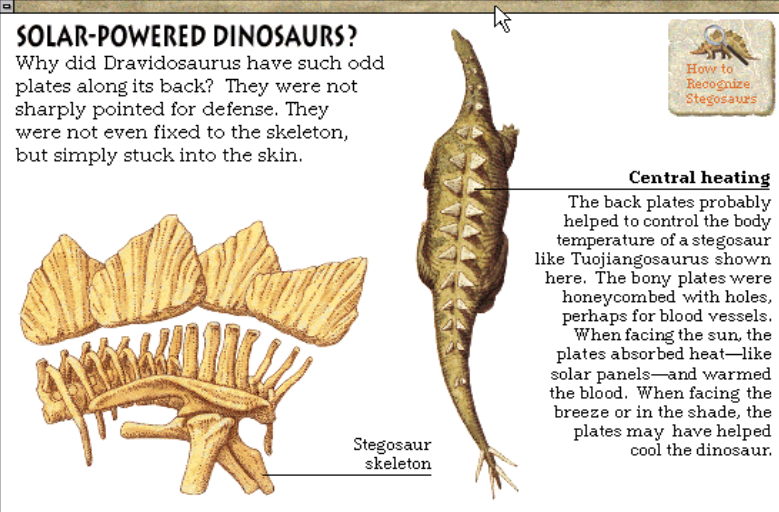 SOLAR-POWERED DINOSAURS?
Why did Dravidosaurus have such odd
plates along its back? They were not
sharply pointed for defense. They
were not even fixed to the skeleton,
but simply stuck into the skin.
How to
Recognize
Stegosaurs
Central heating
The back plates probably
helped to control the body
temperature of a stegosaur
like Tuojiangosaurus shown
here. The bony plates were
honeycombed with holes,
perhaps for blood vessels.
When facing the sun, the
plates absorbed heat—like
solar panels—and warmed
the blood. When facing the
breeze or in the shade, the
plates may have helped
cool the dinosaur.
Stegosaur
skeleton